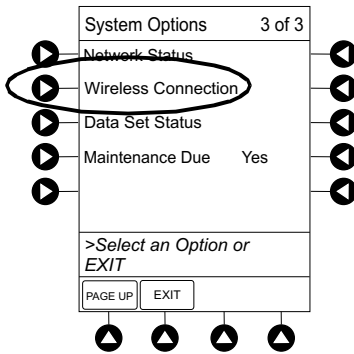 System Options 3 of 3
Network Status
Wireless Connection
Data Set Status
Maintenance Due Yes
>Select an Option or
EXIT
PAGE UP EXIT